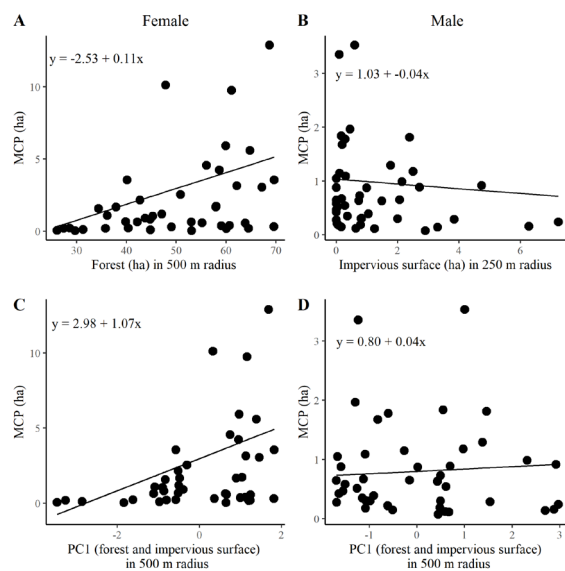 A Female
MCP (ha)
10
5
0
y = -2.53 + 0.11x
30 40 50 60 70
Forest (ha) in 500 m radius
B Male
MCP (ha)
3
2
1
0
y = 1.03 + -0.04x
0 2 4 6
Impervious surface (ha) in 250 m radius
C
MCP (ha)
10
5
0
y = 2.98 + 1.07x
-2 0 2
PC1 (forest and impervious surface)
in 500 m radius
D
MCP (ha)
3
2
1
0
y = 0.80 + 0.04x
-1 0 1 2 3
PC1 (forest and impervious surface)
in 500 m radius